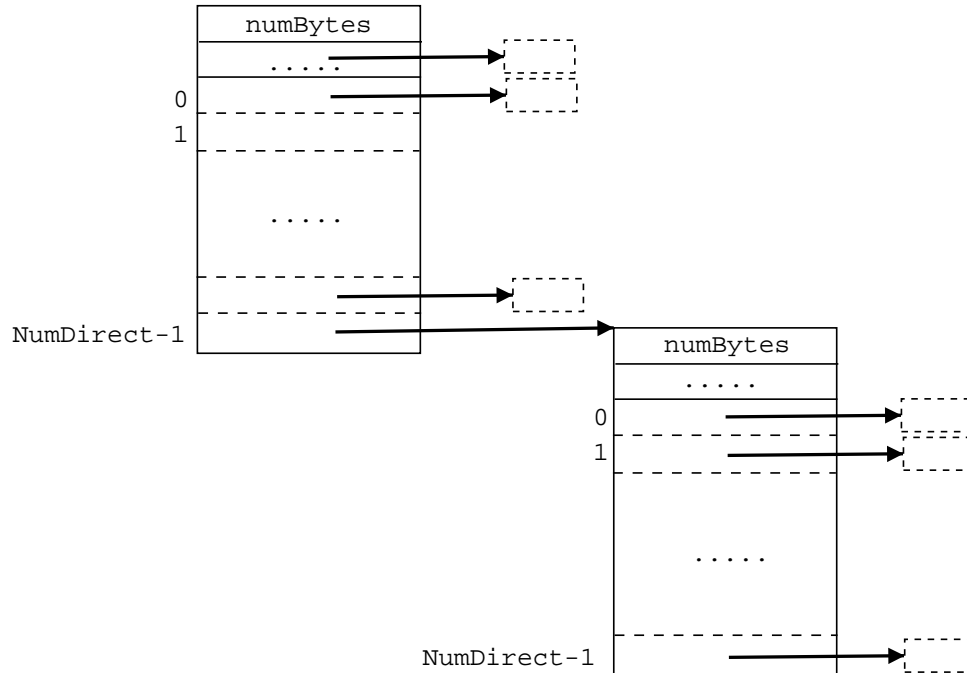 numBytes
.....
0
1
.....
NumDirect-1
numBytes
.....
0
1
.....
NumDirect-1